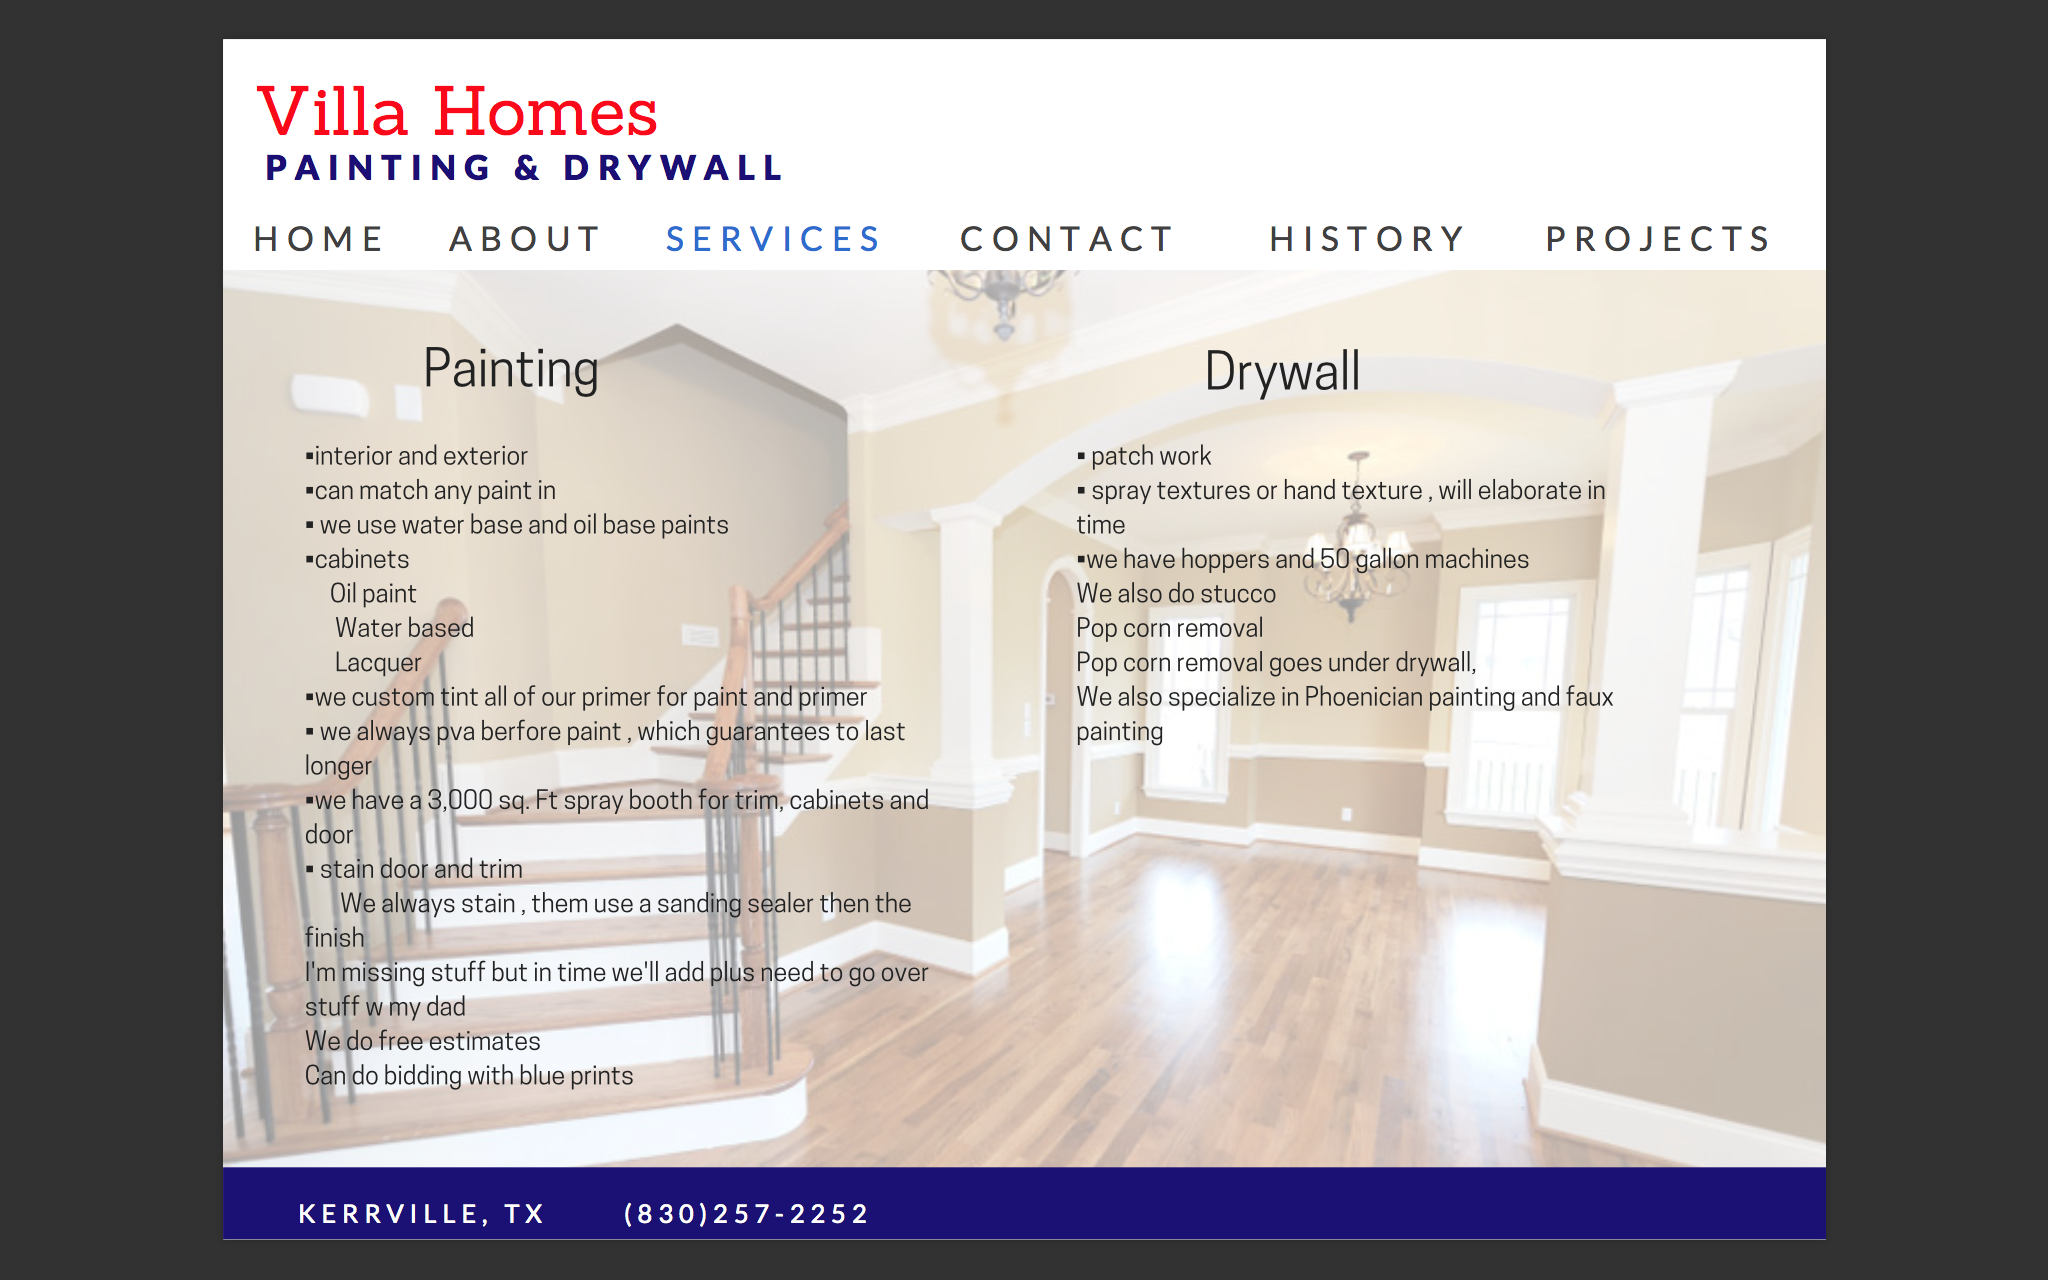 Villa Homes
PAINTING & DRYWALL
HOME ABOUT SERVICES CONTACT HISTORY PROJECTS
Painting
▪interior and exterior
▪can match any paint in
▪ we use water base and oil base paints
▪cabinets
Oil paint
Water based
Lacquer
▪we custom tint all of our primer for paint and primer
▪ we always pva berfore paint , which guarantees to last
longer
▪we have a 3,000 sq. Ft spray booth for trim, cabinets and
door
▪ stain door and trim
We always stain , them use a sanding sealer then the
finish
I'm missing stuff but in time we'll add plus need to go over
stuff w my dad
We do free estimates
Can do bidding with blue prints
Drywall
▪ patch work
▪ spray textures or hand texture , will elaborate in
time
▪we have hoppers and 50 gallon machines
We also do stucco
Pop corn removal
Pop corn removal goes under drywall,
We also specialize in Phoenician painting and faux
painting
KERRVILLE, TX (830)257-2252